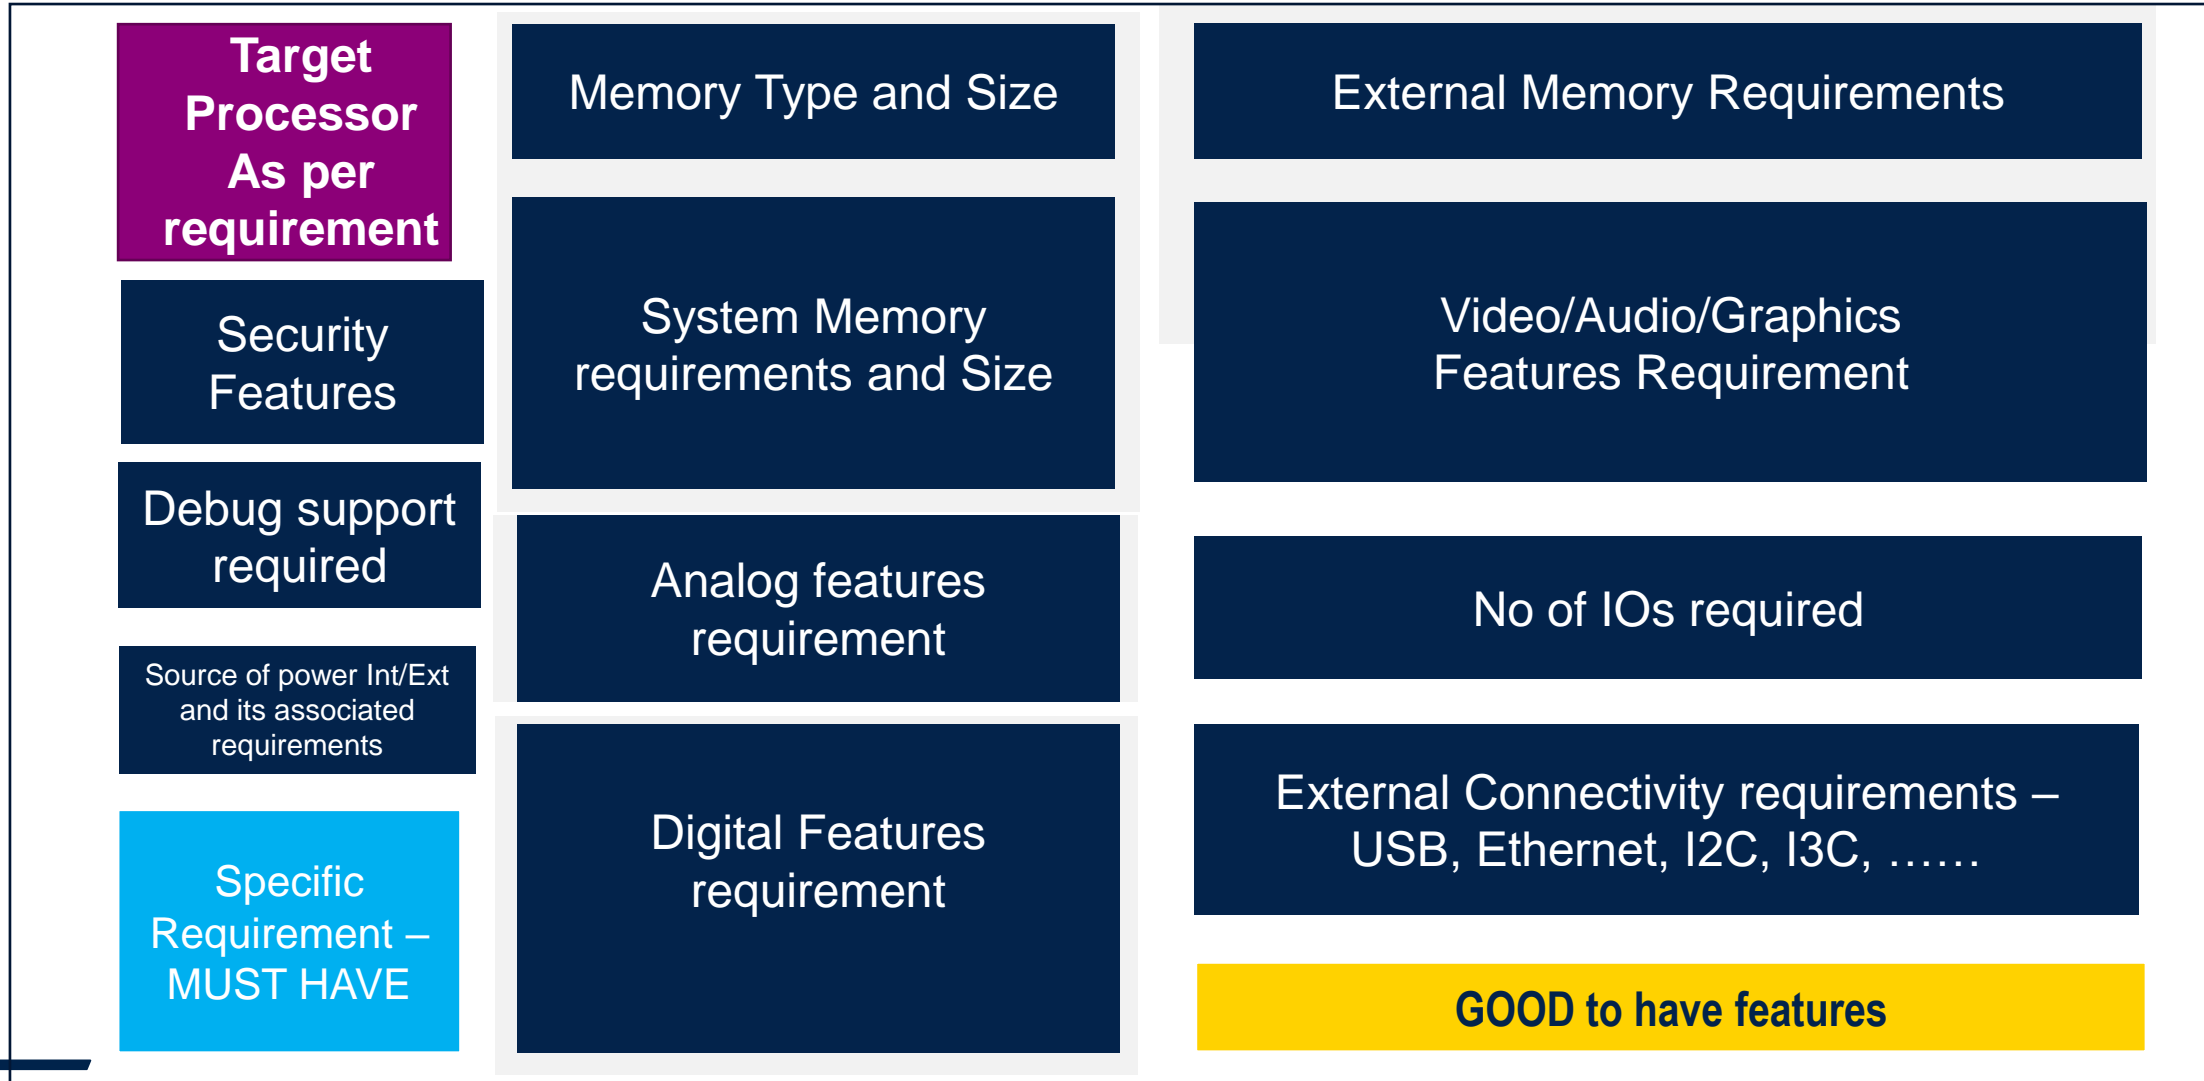 Target
Processor
As per
requirement
Security
Features
Debug support
required
Source of power Int/Ext
and its associated
requirements
Specific
Requirement –
MUST HAVE
Memory Type and Size
System Memory
requirements and Size
Analog features
requirement
Digital Features
requirement
External Memory Requirements
Video/Audio/Graphics
Features Requirement
No of IOs required
External Connectivity requirements –
USB, Ethernet, I2C, I3C, ……
GOOD to have features